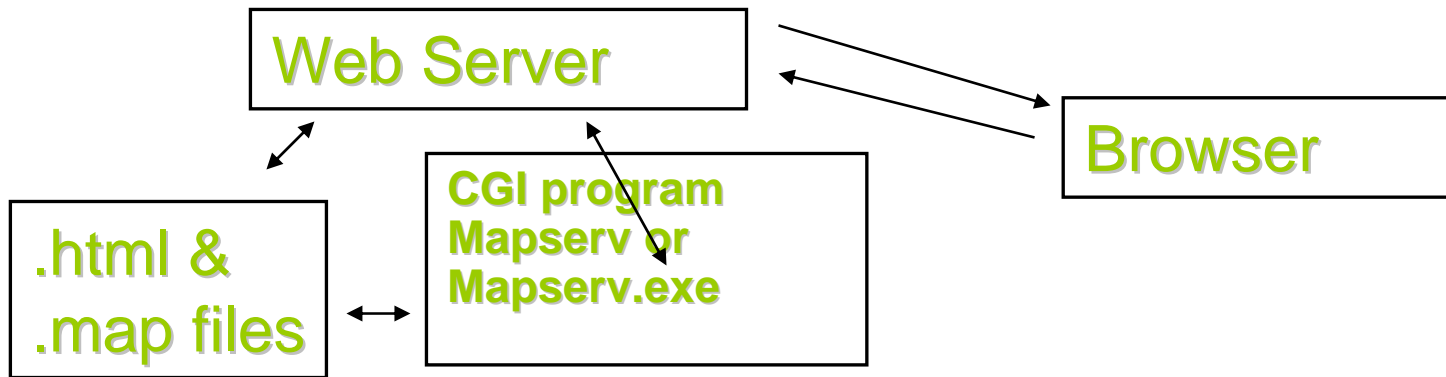 Web Server
Browser
CGI program
Mapserv or
Mapserv.exe
.html &
.map files